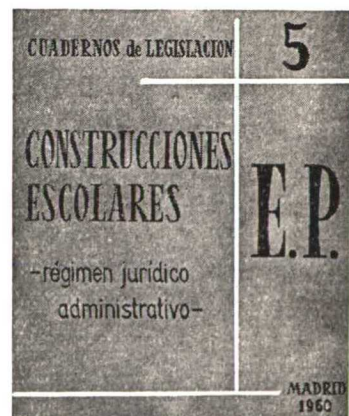 CUADERNOS de LEGISLACION
5
CONSTRUCCIONES
ESCOLARES
E.P.
-régimen jurídico
administrativo-
MADRID
1960